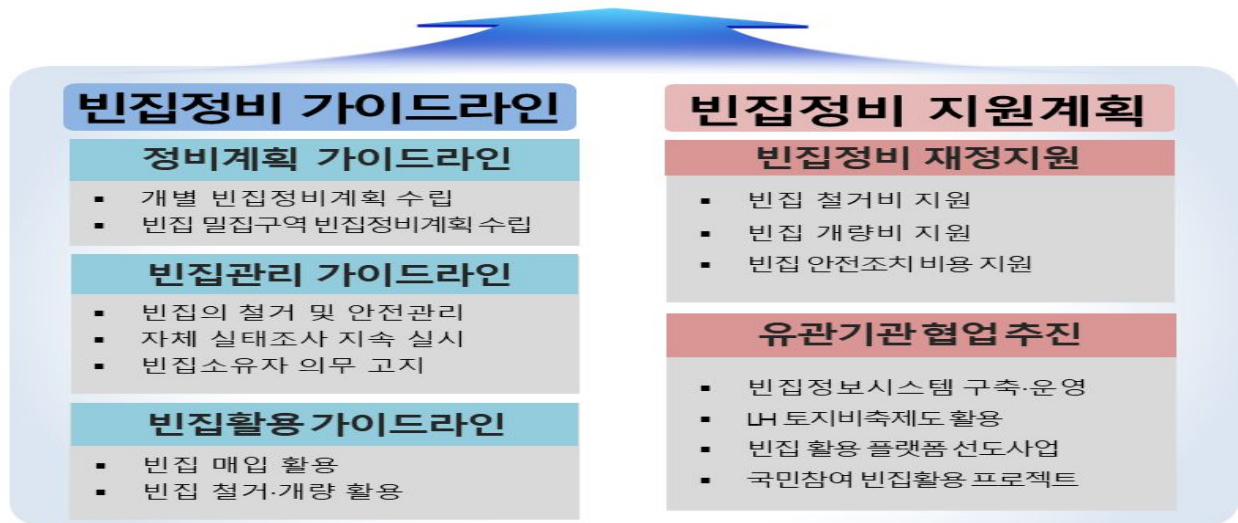 빈집정비 가이드라인
정비계획 가이드라인
▪ 개별 빈집정비계획 수립
▪ 빈집 밀집구역 빈집정비계획 수립
빈집관리 가이드라인
▪ 빈집의 철거 및 안전관리
▪ 자체 실태조사 지속 실시
▪ 빈집소유자 의무 고지
빈집활용 가이드라인
▪ 빈집 매입 활용
▪ 빈집 철거·개량 활용
빈집정비 지원계획
빈집정비 재정지원
▪ 빈집 철거비 지원
▪ 빈집 개량비 지원
▪ 빈집 안전조치 비용 지원
유관기관 협업 추진
▪ 빈집정보시스템 구축·운영
▪ LH 토지비축제도 활용
▪ 빈집 활용 플랫폼 선도사업
▪ 국민참여 빈집활용 프로젝트